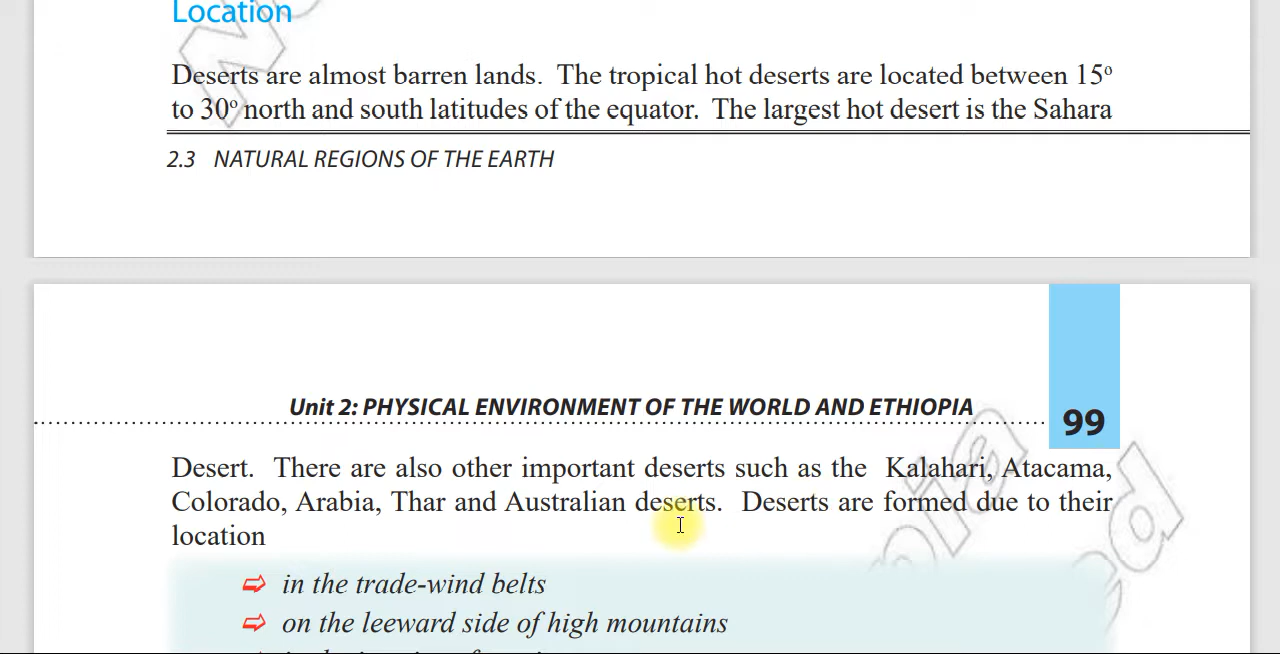 Location
Deserts are almost barren lands.  The tropical hot deserts are located between 15º
to 30º north and south latitudes of the equator.  The largest hot desert is the Sahara
2.3   NATURAL REGIONS OF THE EARTH
Unit 2: PHYSICAL ENVIRONMENT OF THE WORLD AND ETHIOPIA
99
Desert.  There are also other important deserts such as the  Kalahari, Atacama,
Colorado, Arabia, Thar and Australian deserts.  Deserts are formed due to their
location
⇨ in the trade-wind belts
⇨ on the leeward side of high mountains